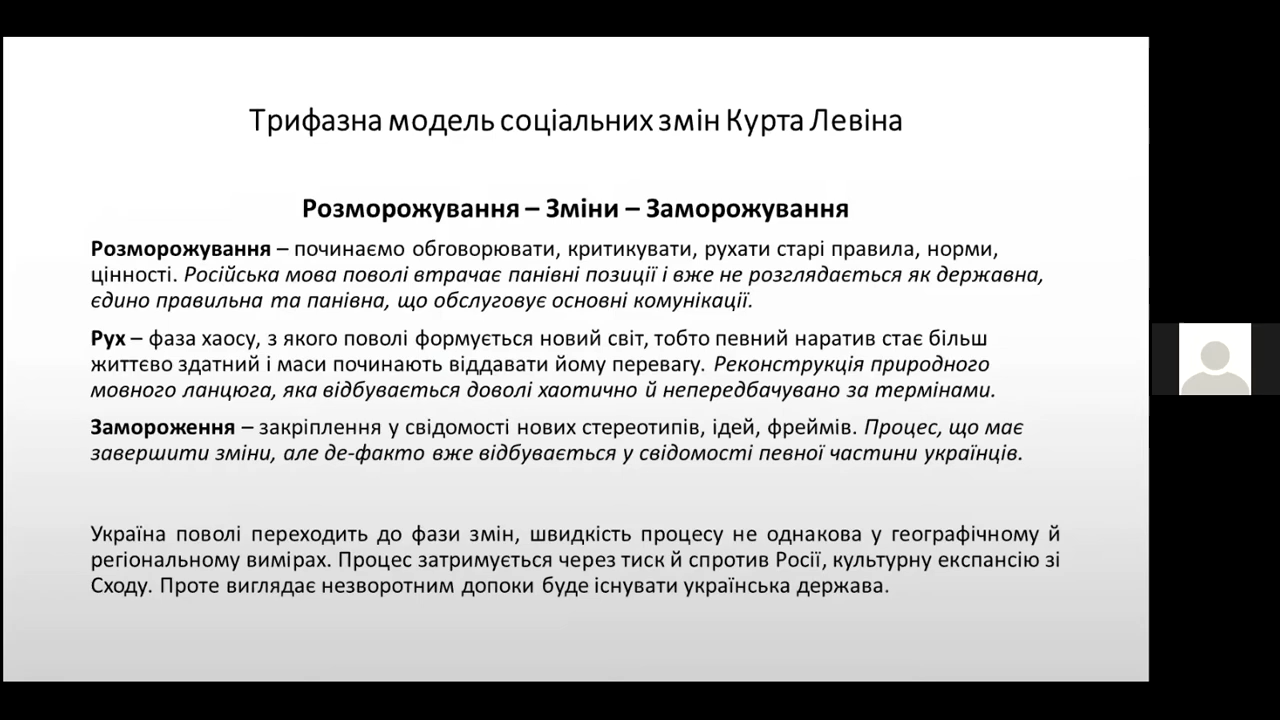 Трифазна модель соціальних змін Курта Левіна
Розморожування – Зміни – Заморожування
Розморожування – починаємо обговорювати, критикувати, рухати старі правила, норми,
цінності. Російська мова поволі втрачає панівні позиції і вже не розглядається як державна,
єдино правильна та панівна, що обслуговує основні комунікації.
Рух – фаза хаосу, з якого поволі формується новий світ, тобто певний наратив стає більш
життєво здатний і маси починають віддавати йому перевагу. Реконструкція природного
мовного ланцюга, яка відбувається доволі хаотично й непередбачувано за термінами.
Замороження – закріплення у свідомості нових стереотипів, ідей, фреймів. Процес, що має
завершити зміни, але де-факто вже відбувається у свідомості певної частини українців.
Україна поволі переходить до фази змін, швидкість процесу не однакова у географічному й
регіональному вимірах. Процес затримується через тиск й спротив Росії, культурну експансію зі
Сходу. Проте виглядає незворотним допоки буде існувати українська держава.